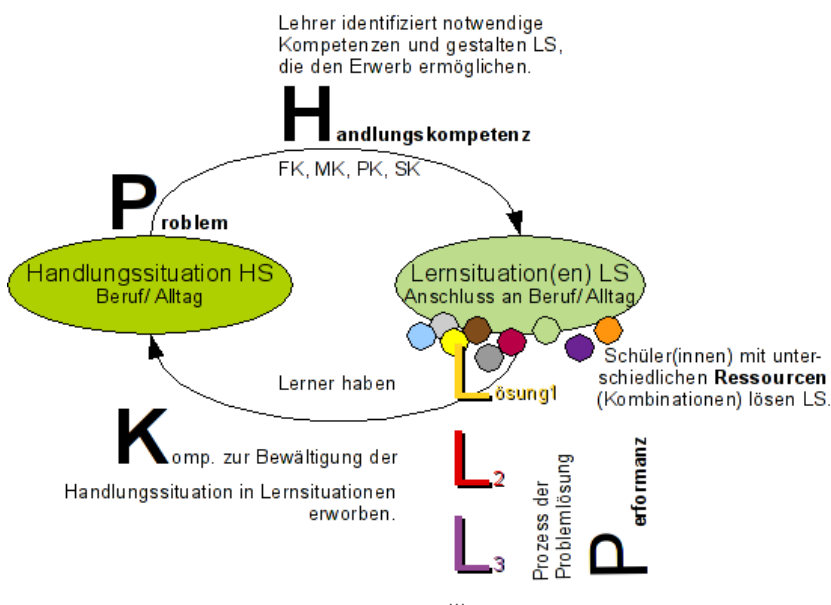 Lehrer identifiziert notwendige
Kompetenzen und gestalten LS,
die den Erwerb ermöglichen.
Handlungskompetenz
FK, MK, PK, SK
Problem
Handlungssituation HS
Beruf/ Alltag
Lernsituation(en) LS
Anschluss an Beruf/Alltag
Schüler(innen) mit unter-
schiedlichen Ressourcen
(Kombinationen) lösen LS.
Lerner haben
Lösung1
Komp. zur Bewältigung der
Handlungssituation in Lernsituationen
erworben.
L2
L3
Prozess der
Problemlösung
Performanz
...